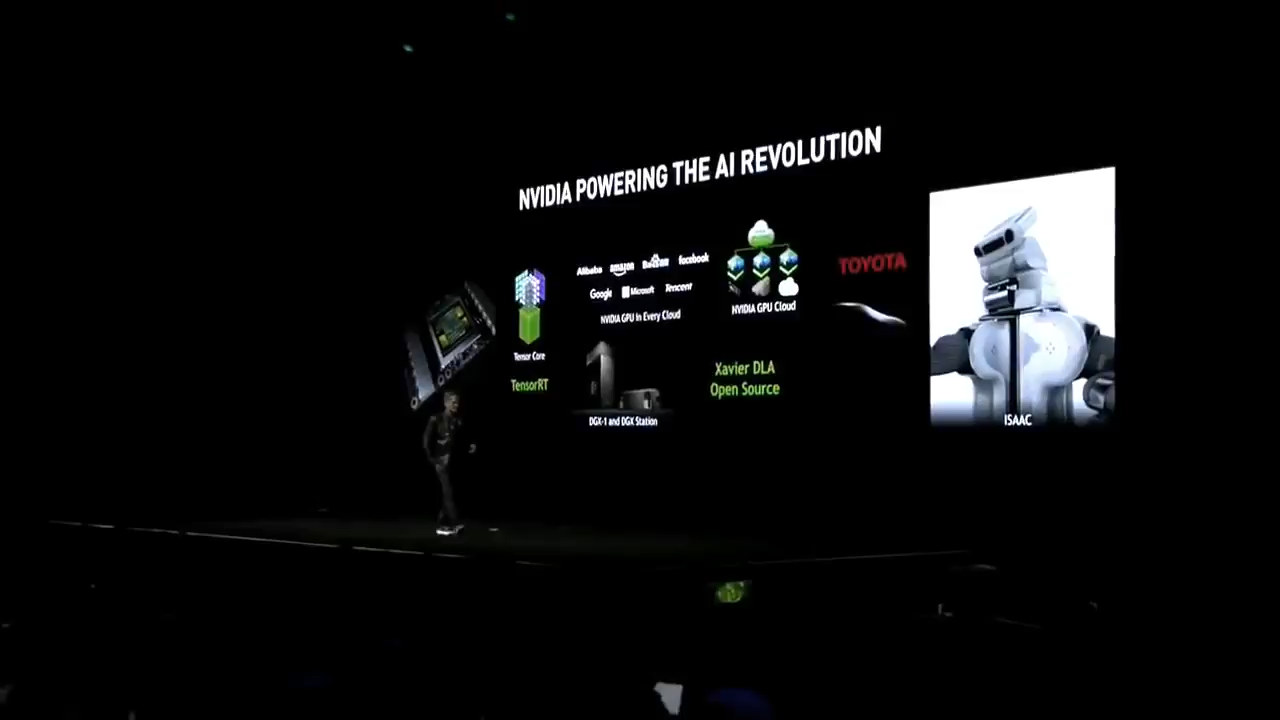 NVIDIA POWERING THE AI REVOLUTION
Tensor Core
TensorRT
Alibaba amazon Baidu facebook
Google Microsoft Tencent
NVIDIA GPU in Every Cloud
DGX-1 and DGX Station
NVIDIA GPU Cloud
Xavier DLA
Open Source
TOYOTA
ISAAC